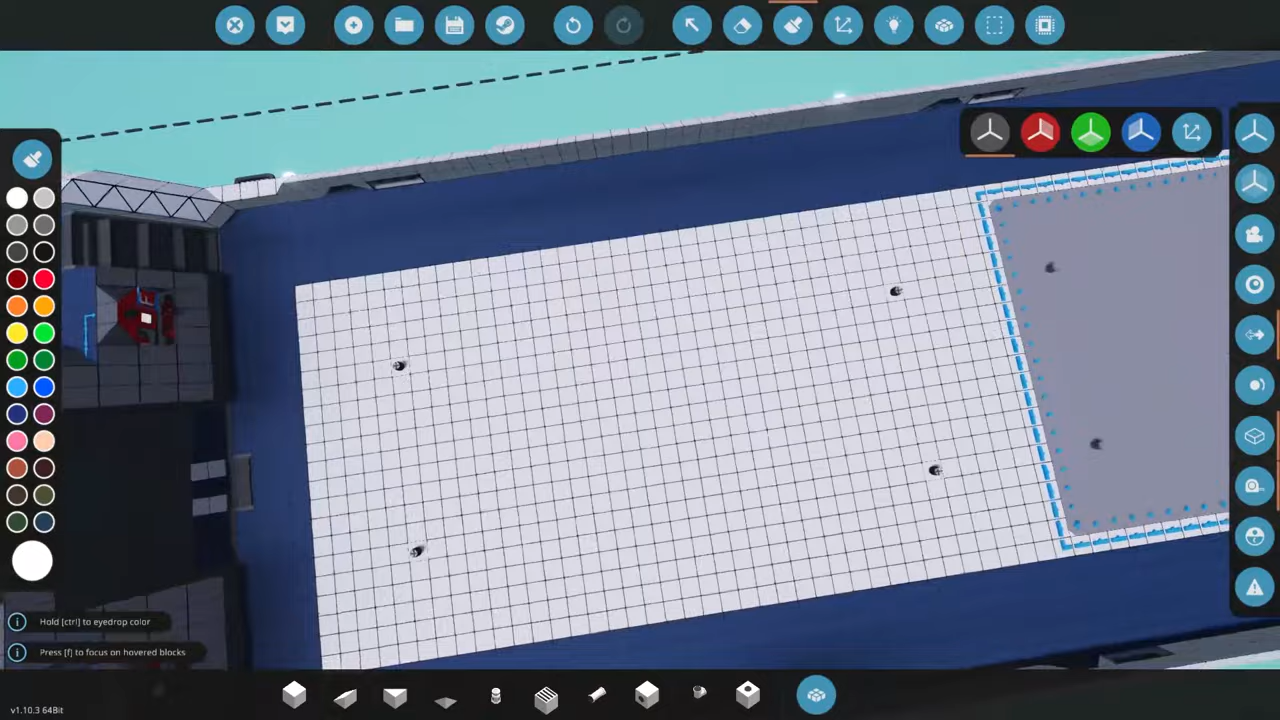 Hold [ctrl] to eyedrop color
Press [f] to focus on hovered blocks
v1.10.3 64Bit